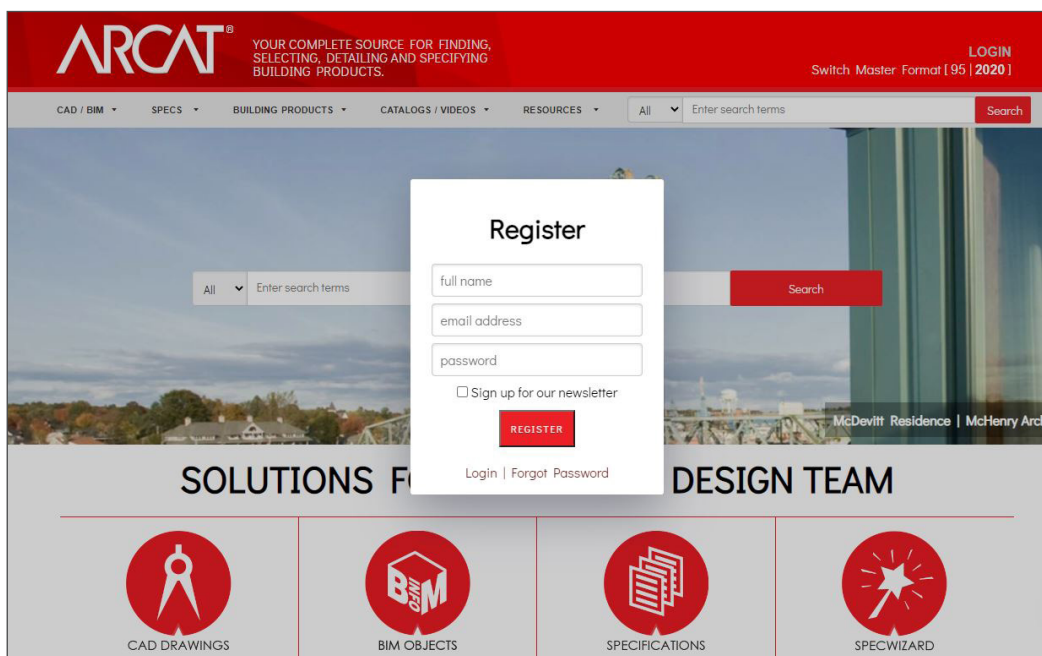 ARCAT®
YOUR COMPLETE SOURCE FOR FINDING,
SELECTING, DETAILING AND SPECIFYING
BUILDING PRODUCTS.
LOGIN
Switch Master Format [ 95 | 2020 ]
CAD / BIM
SPECS
BUILDING PRODUCTS
CATALOGS / VIDEOS
RESOURCES
All
Enter search terms
Search
Register
full name
All
Enter search terms
Search
email address
password
Sign up for our newsletter
McDevitt Residence | McHenry Arch
REGISTER
Login | Forgot Password
SOLUTIONS DESIGN TEAM
CAD DRAWINGS
BIM INFO
BIM OBJECTS
SPECIFICATIONS
SPECWIZARD